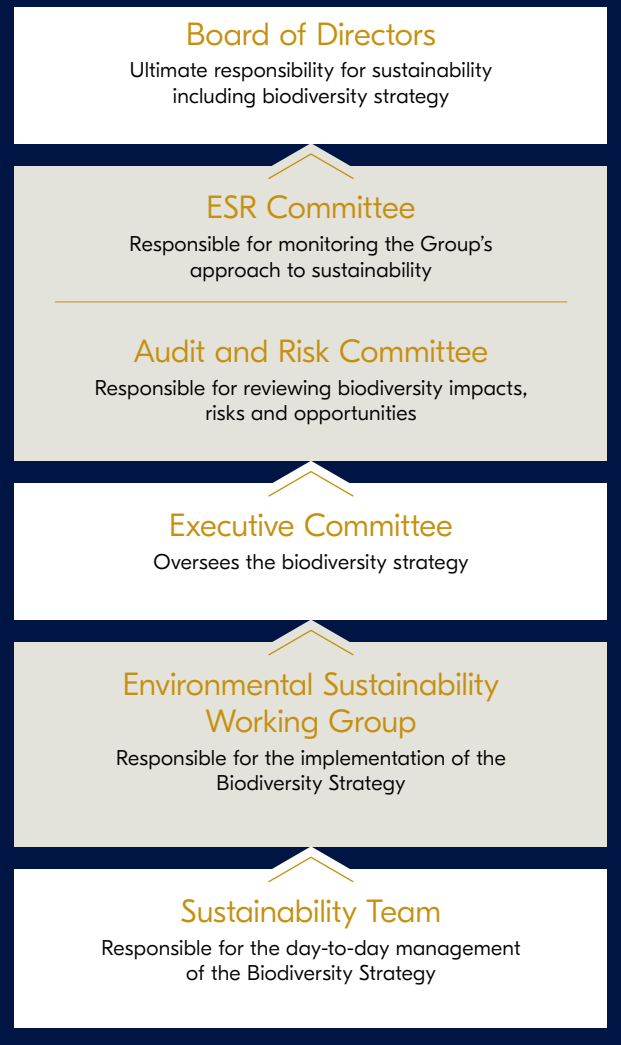 Board of Directors
Ultimate responsibility for sustainability
including biodiversity strategy
ESR Committee
Responsible for monitoring the Group’s
approach to sustainability
Audit and Risk Committee
Responsible for reviewing biodiversity impacts,
risks and opportunities
Executive Committee
Oversees the biodiversity strategy
Environmental Sustainability
Working Group
Responsible for the implementation of the
Biodiversity Strategy
Sustainability Team
Responsible for the day-to-day management
of the Biodiversity Strategy